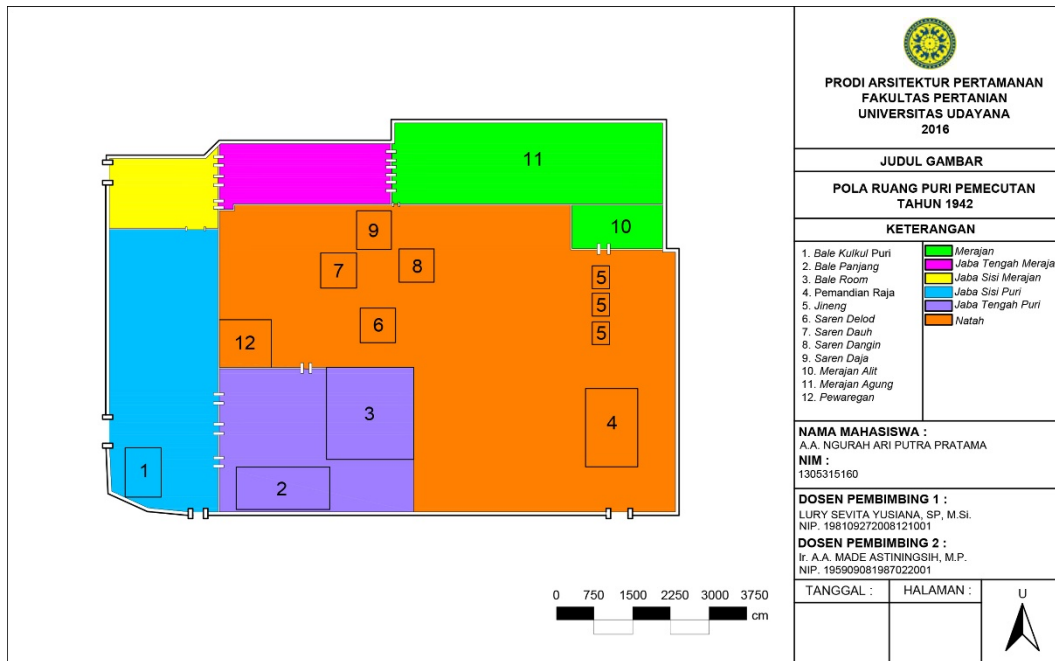 PRODI ARSITEKTUR PERTAMANAN
FAKULTAS PERTANIAN
UNIVERSITAS UDAYANA
2016
JUDUL GAMBAR
POLA RUANG PURI PEMECUTAN
TAHUN 1942
KETERANGAN
1. Bale Kulkul Puri
2. Bale Panjang
3. Bale Room
4. Pemandian Raja
5. Jineng
6. Saren Delod
7. Saren Dauh
8. Saren Dangin
9. Saren Daja
10. Merajan Alit
11. Merajan Agung
12. Pewaregan
Merajan
Jaba Tengah Meraja
Jaba Sisi Merajan
Jaba Sisi Puri
Jaba Tengah Puri
Natah
NAMA MAHASISWA :
A.A. NGURAH ARI PUTRA PRATAMA
NIM :
1305315160
DOSEN PEMBIMBING 1 :
LURY SEVITA YUSIANA, SP, M.Si.
NIP. 198109272008121001
DOSEN PEMBIMBING 2 :
Ir. A.A. MADE ASTININGSIH, M.P.
NIP. 195909081987022001
TANGGAL :
HALAMAN :
U
11
10
9
8
7
5
5
5
6
12
4
3
2
1
0 750 1500 2250 3000 3750
cm